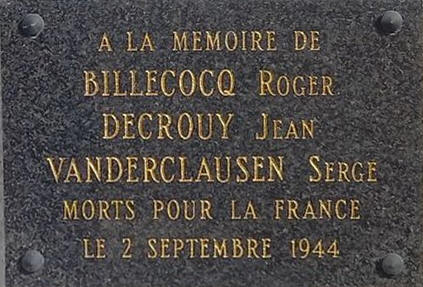 A LA MEMOIRE DE
BILLECOCQ ROGER
DECROUY JEAN
VANDERCLAUSEN SERGE
MORTS POUR LA FRANCE
LE 2 SEPTEMBRE 1944